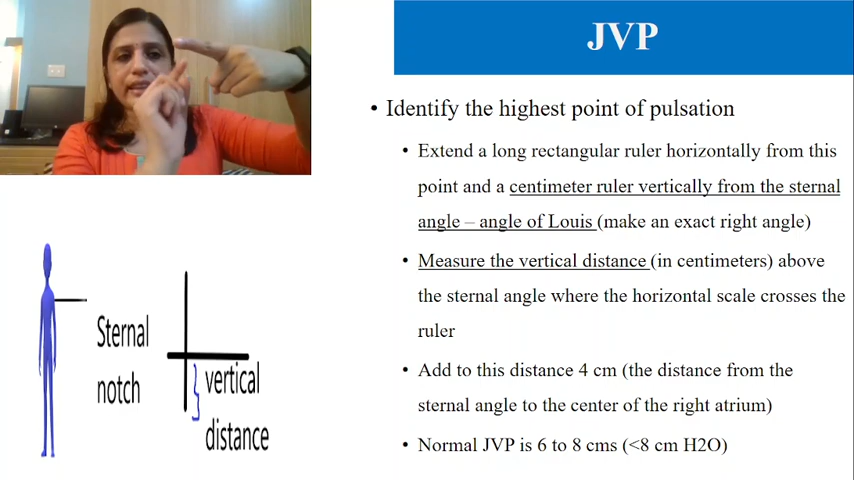 JVP
• Identify the highest point of pulsation
• Extend a long rectangular ruler horizontally from this
point and a centimeter ruler vertically from the sternal
angle – angle of Louis (make an exact right angle)
• Measure the vertical distance (in centimeters) above
the sternal angle where the horizontal scale crosses the
ruler
• Add to this distance 4 cm (the distance from the
sternal angle to the center of the right atrium)
• Normal JVP is 6 to 8 cms (<8 cm H2O)
Sternal
notch
vertical
distance